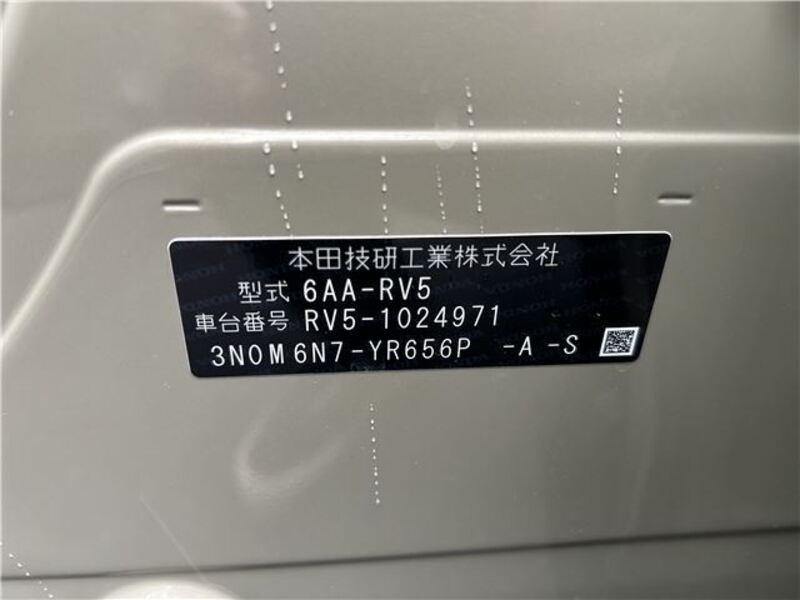 本田技研工業株式会社
型式 6AA-RV5
車台番号 RV5-1024971
3N0M6N7-YR656P -A -S